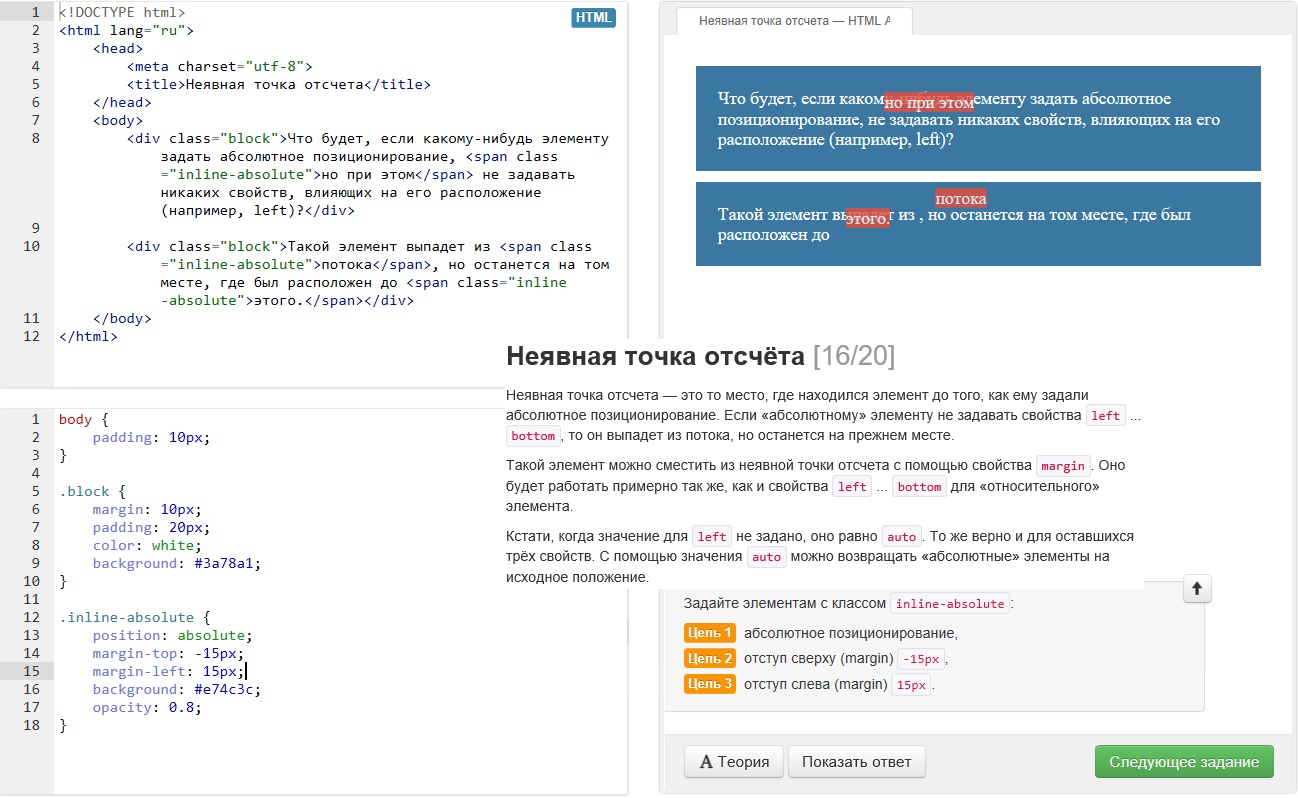 HTML
1 <!DOCTYPE html>
2 <html lang="ru">
3 <head>
4 <meta charset="utf-8">
5 <title>Неявная точка отсчета</title>
6 </head>
7 <body>
8 <div class="block">Что будет, если какому-нибудь элементу
задать абсолютное позиционирование, <span class
="inline-absolute">но при этом</span> не задавать
никаких свойств, влияющих на его расположение
(например, left)?</div>
9
10 <div class="block">Такой элемент выпадет из <span class
="inline-absolute">потока</span>, но останется на том
месте, где был расположен до <span class="inline
-absolute">этого.</span></div>
11 </body>
12 </html>
1 body {
2 padding: 10px;
3 }
4
5 .block {
6 margin: 10px;
7 padding: 20px;
8 color: white;
9 background: #3a78a1;
10 }
11
12 .inline-absolute {
13 position: absolute;
14 margin-top: -15px;
15 margin-left: 15px;
16 background: #e74c3c;
17 opacity: 0.8;
18 }
Неявная точка отсчета — HTML A
Что будет, если какому-нибудь элементу задать абсолютное
но при этом
позиционирование, не задавать никаких свойств, влияющих на его
расположение (например, left)?
потока
Такой элемент выпадет из , но останется на том месте, где был
этого.
расположен до
Неявная точка отсчёта [16/20]
Неявная точка отсчета — это то место, где находился элемент до того, как ему задали
абсолютное позиционирование. Если «абсолютному» элементу не задавать свойства left ...
bottom, то он выпадет из потока, но останется на прежнем месте.
Такой элемент можно сместить из неявной точки отсчета с помощью свойства margin. Оно
будет работать примерно так же, как и свойства left ... bottom для «относительного»
элемента.
Кстати, когда значение для left не задано, оно равно auto. То же верно и для оставшихся
трёх свойств. С помощью значения auto можно возвращать «абсолютные» элементы на
исходное положение.
Задайте элементам с классом inline-absolute:
Цель 1 абсолютное позиционирование,
Цель 2 отступ сверху (margin) -15px,
Цель 3 отступ слева (margin) 15px.
A Теория
Показать ответ
Следующее задание